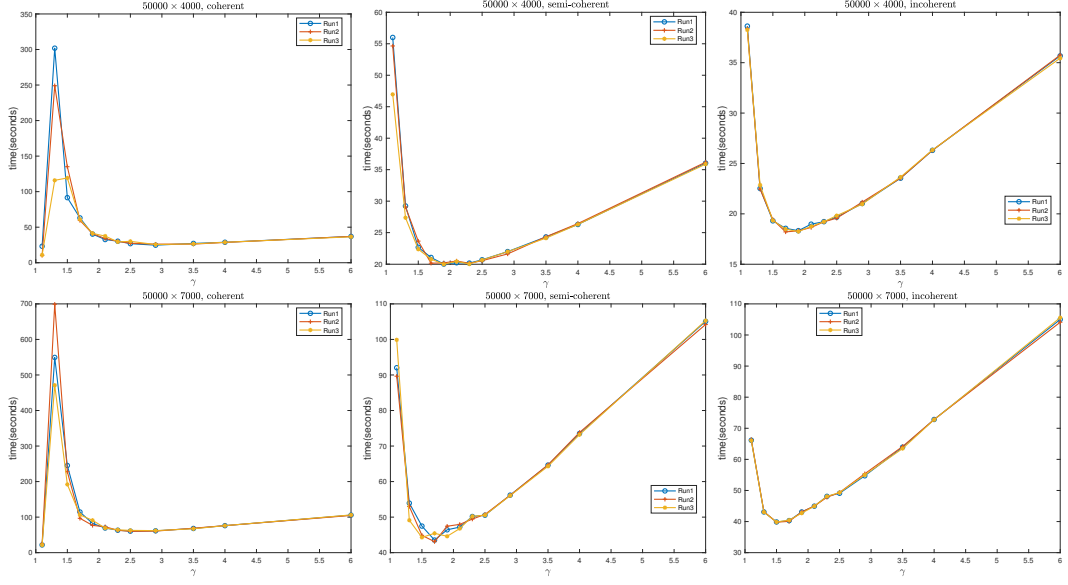 50000 × 4000, coherent
350
300
250
200
150
100
50
0
time(seconds)
Run1
Run2
Run3
1 1.5 2 2.5 3 3.5 4 4.5 5 5.5 6
γ
50000 × 4000, semi-coherent
60
55
50
45
40
35
30
25
20
time(seconds)
Run1
Run2
Run3
1 1.5 2 2.5 3 3.5 4 4.5 5 5.5 6
γ
50000 × 4000, incoherent
40
35
30
25
20
15
time(seconds)
Run1
Run2
Run3
1 1.5 2 2.5 3 3.5 4 4.5 5 5.5 6
γ
50000 × 7000, coherent
700
600
500
400
300
200
100
0
time(seconds)
Run1
Run2
Run3
1 1.5 2 2.5 3 3.5 4 4.5 5 5.5 6
γ
50000 × 7000, semi-coherent
110
100
90
80
70
60
50
40
time(seconds)
Run1
Run2
Run3
1 1.5 2 2.5 3 3.5 4 4.5 5 5.5 6
γ
50000 × 7000, incoherent
110
100
90
80
70
60
50
40
30
time(seconds)
Run1
Run2
Run3
1 1.5 2 2.5 3 3.5 4 4.5 5 5.5 6
γ